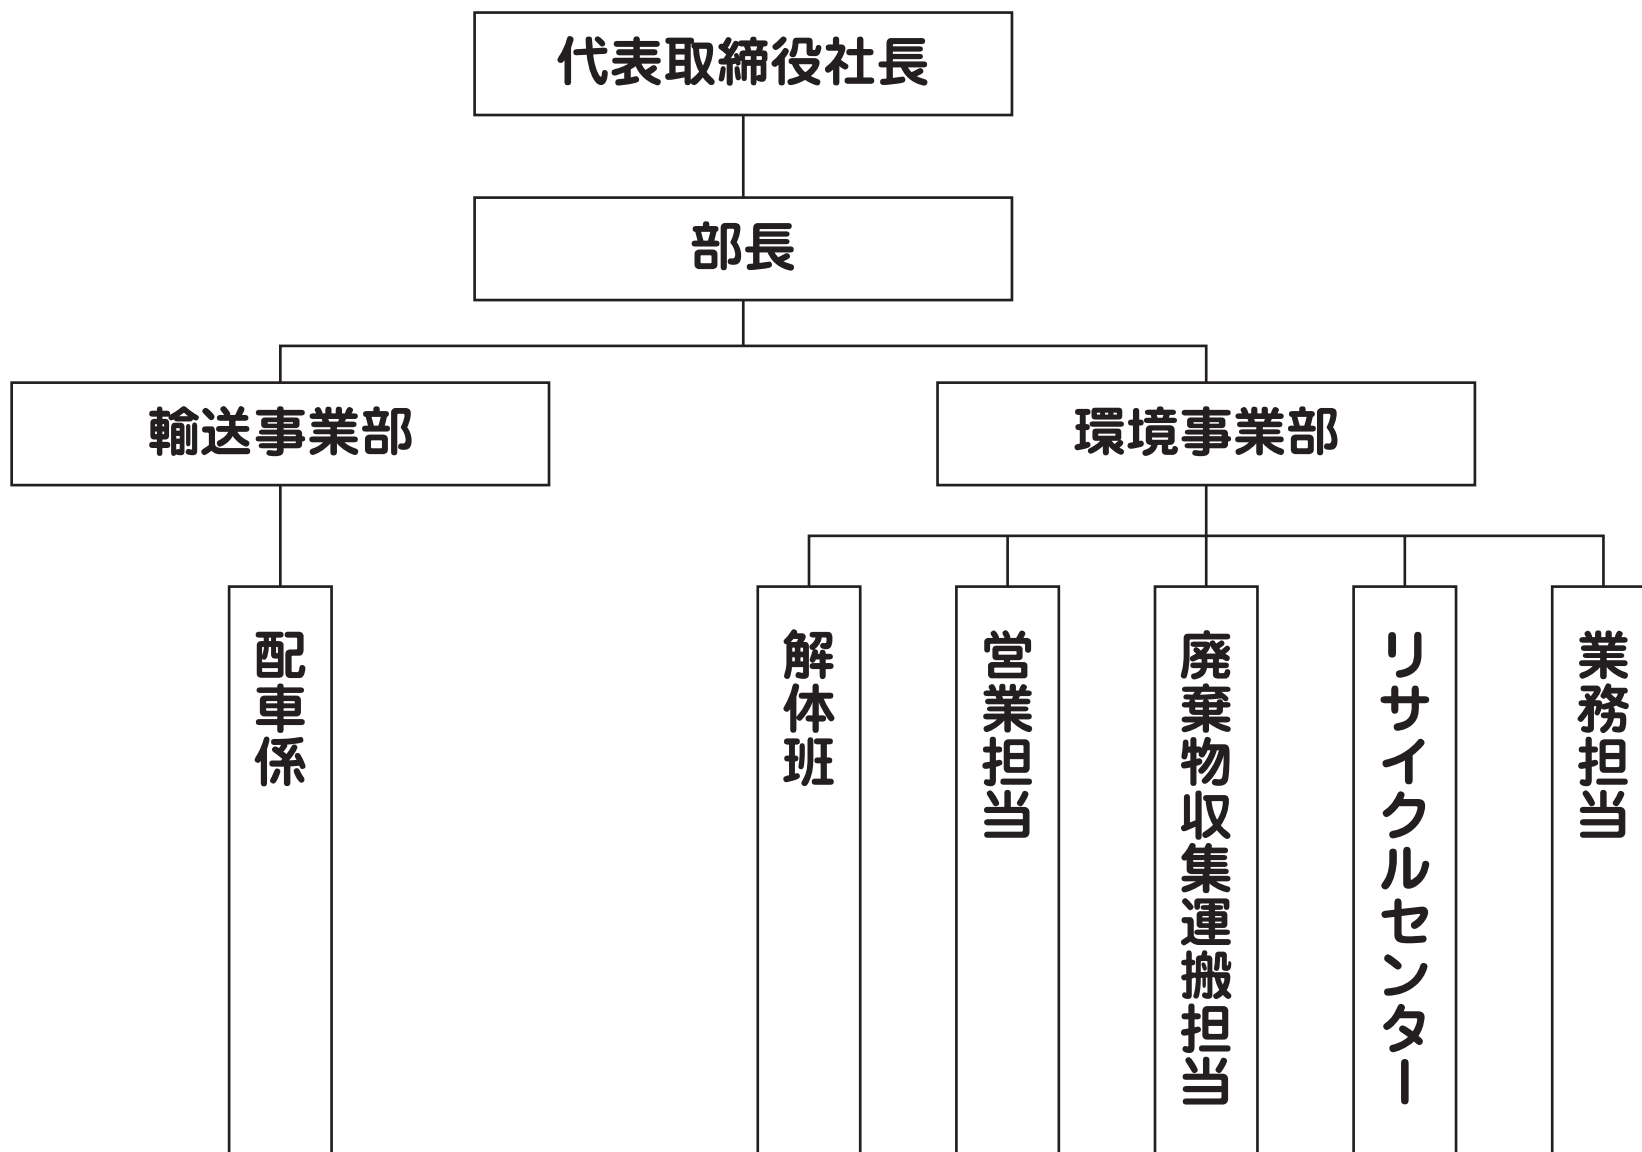 代表取締役社長
部長
輸送事業部
環境事業部
配車係
解体班
営業担当
廃棄物収集運搬担当
リサイクルセンター
業務担当